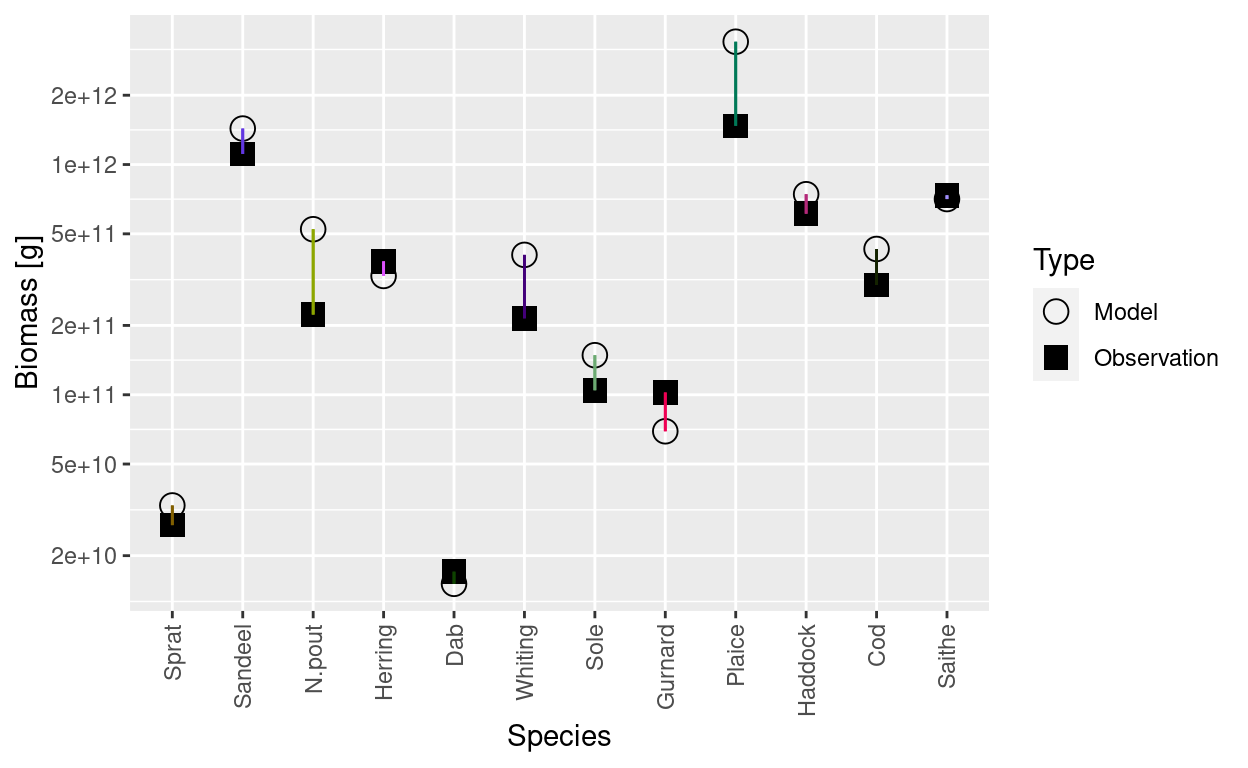 Biomass [g]
2e+12
1e+12
5e+11
2e+11
1e+11
5e+10
2e+10
Sprat
Sandeel
N.pout
Herring
Dab
Whiting
Sole
Gurnard
Plaice
Haddock
Cod
Saithe
Species
Type
Model
Observation